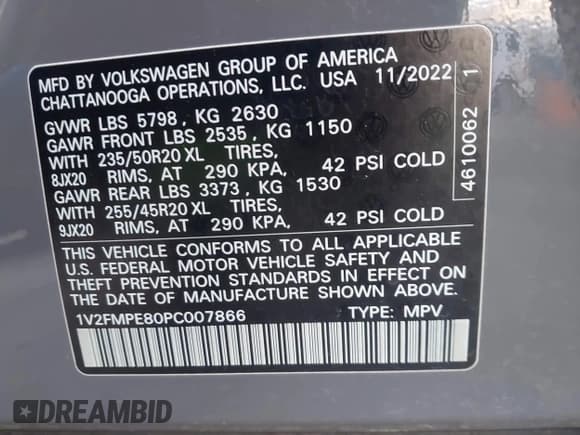 MFD BY VOLKSWAGEN GROUP OF AMERICA
CHATTANOOGA OPERATIONS, LLC. USA 11/2022
GVWR LBS 5798, KG 2630
GAWR FRONT LBS 2535, KG 1150
WITH 235/50R20 XL TIRES,
8JX20 RIMS, AT 290 KPA, 42 PSI COLD
GAWR REAR LBS 3373, KG 1530
WITH 255/45R20 XL TIRES,
9JX20 RIMS, AT 290 KPA, 42 PSI COLD
THIS VEHICLE CONFORMS TO ALL APPLICABLE
U.S. FEDERAL MOTOR VEHICLE SAFETY AND
THEFT PREVENTION STANDARDS IN EFFECT ON
THE DATE OF MANUFACTURE SHOWN ABOVE.
1V2FMPE80PC007866 TYPE: MPV
4610062 1
DREAMBID